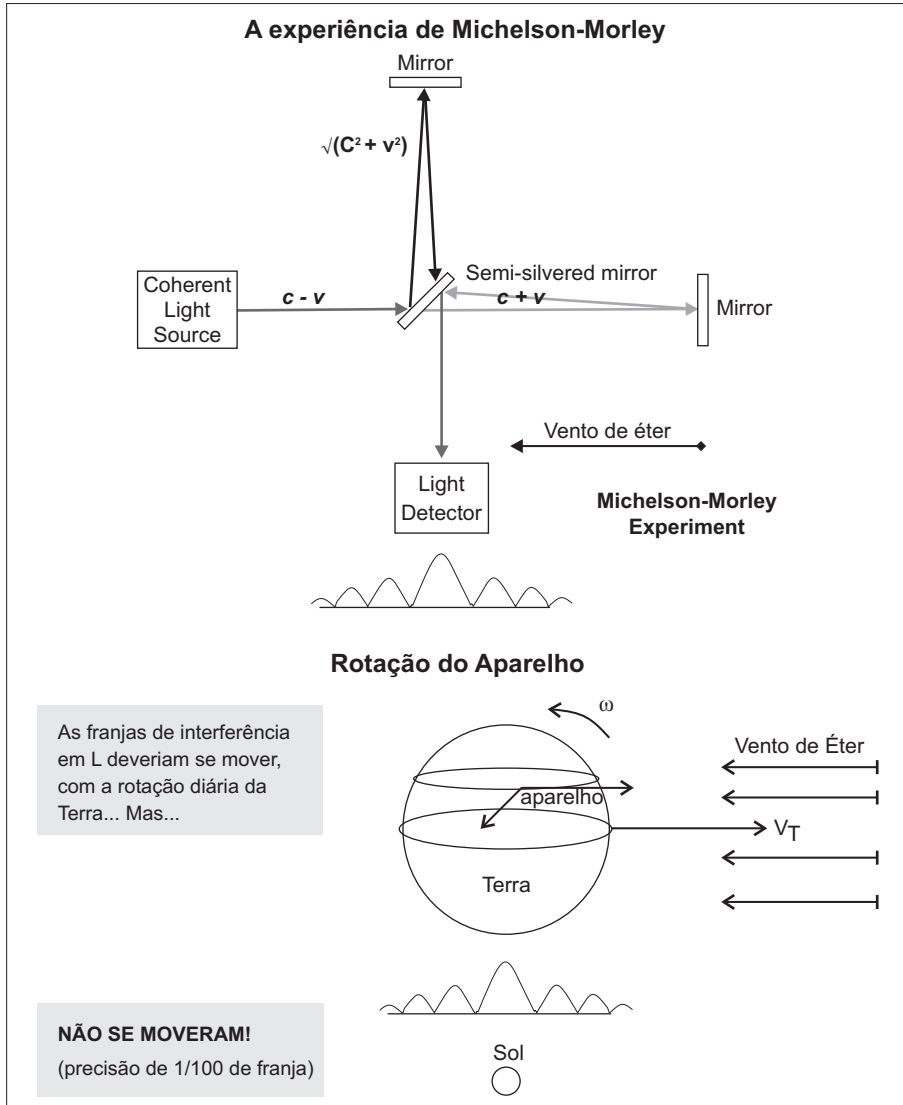 A experiência de Michelson-Morley
Mirror
√(C² + v²)
Coherent
Light
Source
c - v
Semi-silvered mirror
c + v
Mirror
Vento de éter
Light
Detector
Michelson-Morley
Experiment
Rotação do Aparelho
As franjas de interferência
em L deveriam se mover,
com a rotação diária da
Terra... Mas...
ω
Vento de Éter
aparelho
VT
Terra
NÃO SE MOVERAM!
(precisão de 1/100 de franja)
Sol